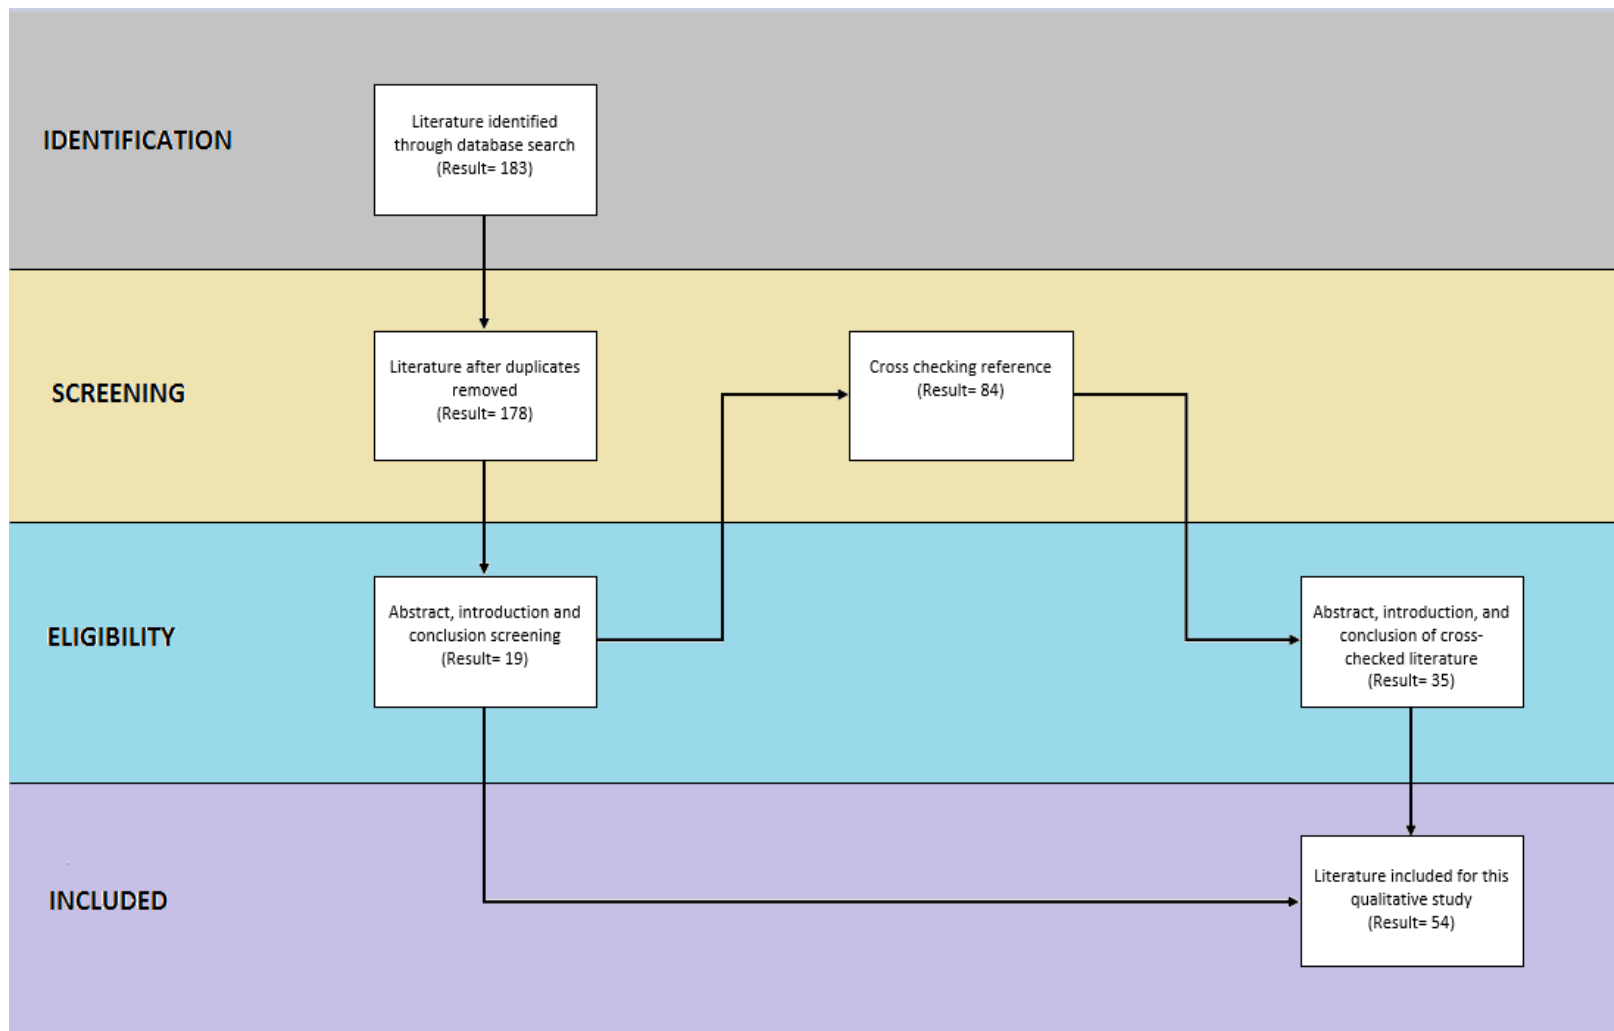 IDENTIFICATION
Literature identified
through database search
(Result= 183)
SCREENING
Literature after duplicates
removed
(Result= 178)
Cross checking reference
(Result= 84)
ELIGIBILITY
Abstract, introduction and
conclusion screening
(Result= 19)
Abstract, introduction, and
conclusion of cross-
checked literature
(Result= 35)
INCLUDED
Literature included for this
qualitative study
(Result= 54)